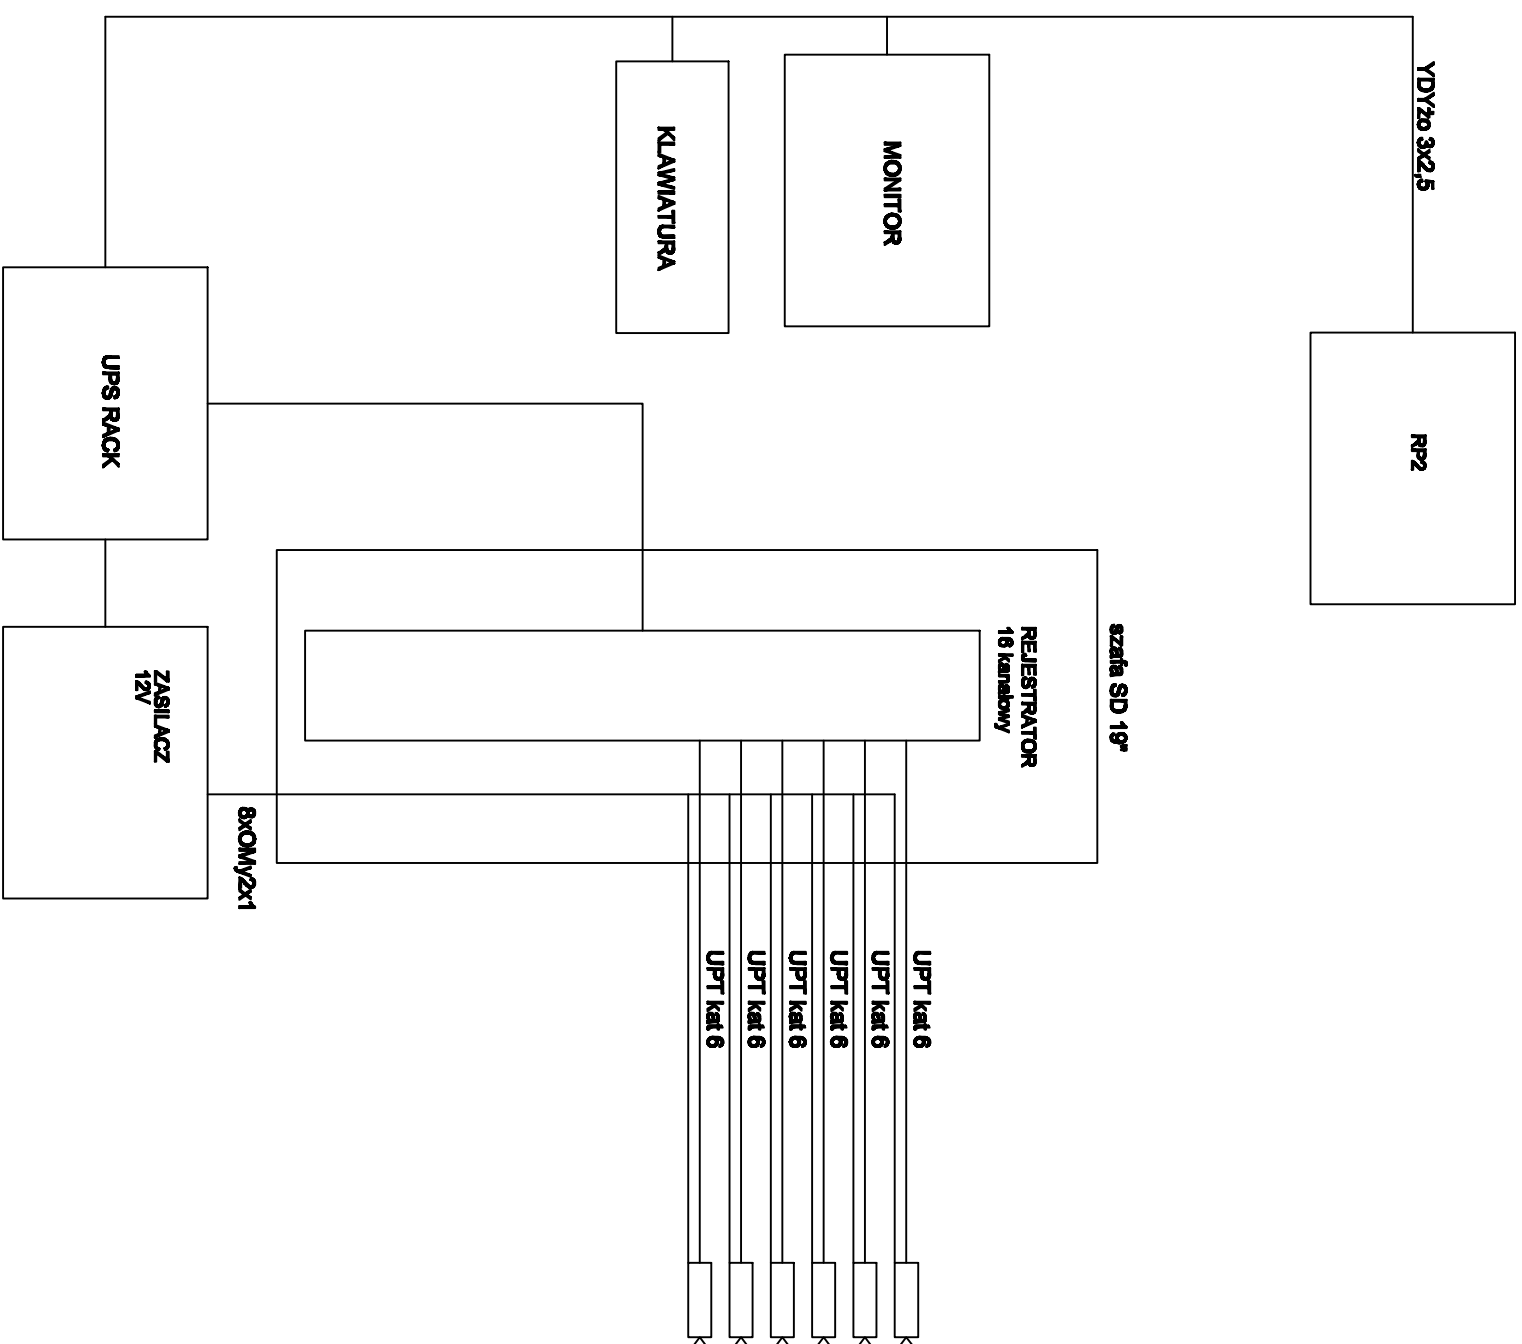 YDYżo 3x2,5
RP2
MONITOR
KLAWIATURA
UPS RACK
szafa SD 19"
REJESTRATOR
16 kanałowy
ZASILACZ
12V
8xOMy2x1
UPT kat 6
UPT kat 6
UPT kat 6
UPT kat 6
UPT kat 6
UPT kat 6